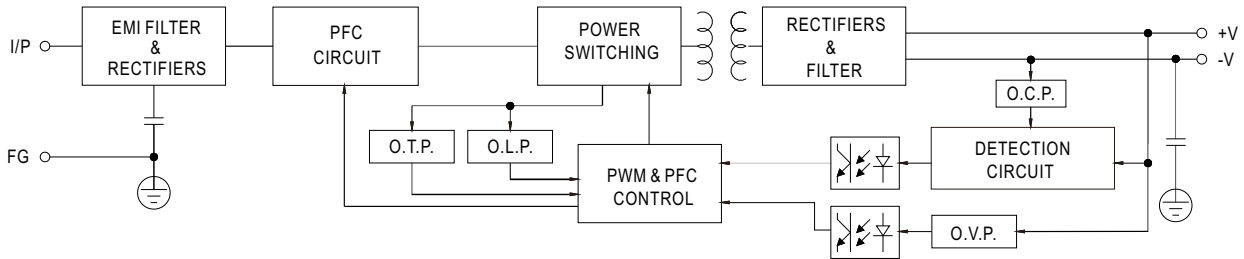 I/P
EMI FILTER
&
RECTIFIERS
PFC
CIRCUIT
POWER
SWITCHING
RECTIFIERS
&
FILTER
+V
-V
O.C.P.
FG
O.T.P.
O.L.P.
PWM & PFC
CONTROL
DETECTION
CIRCUIT
O.V.P.